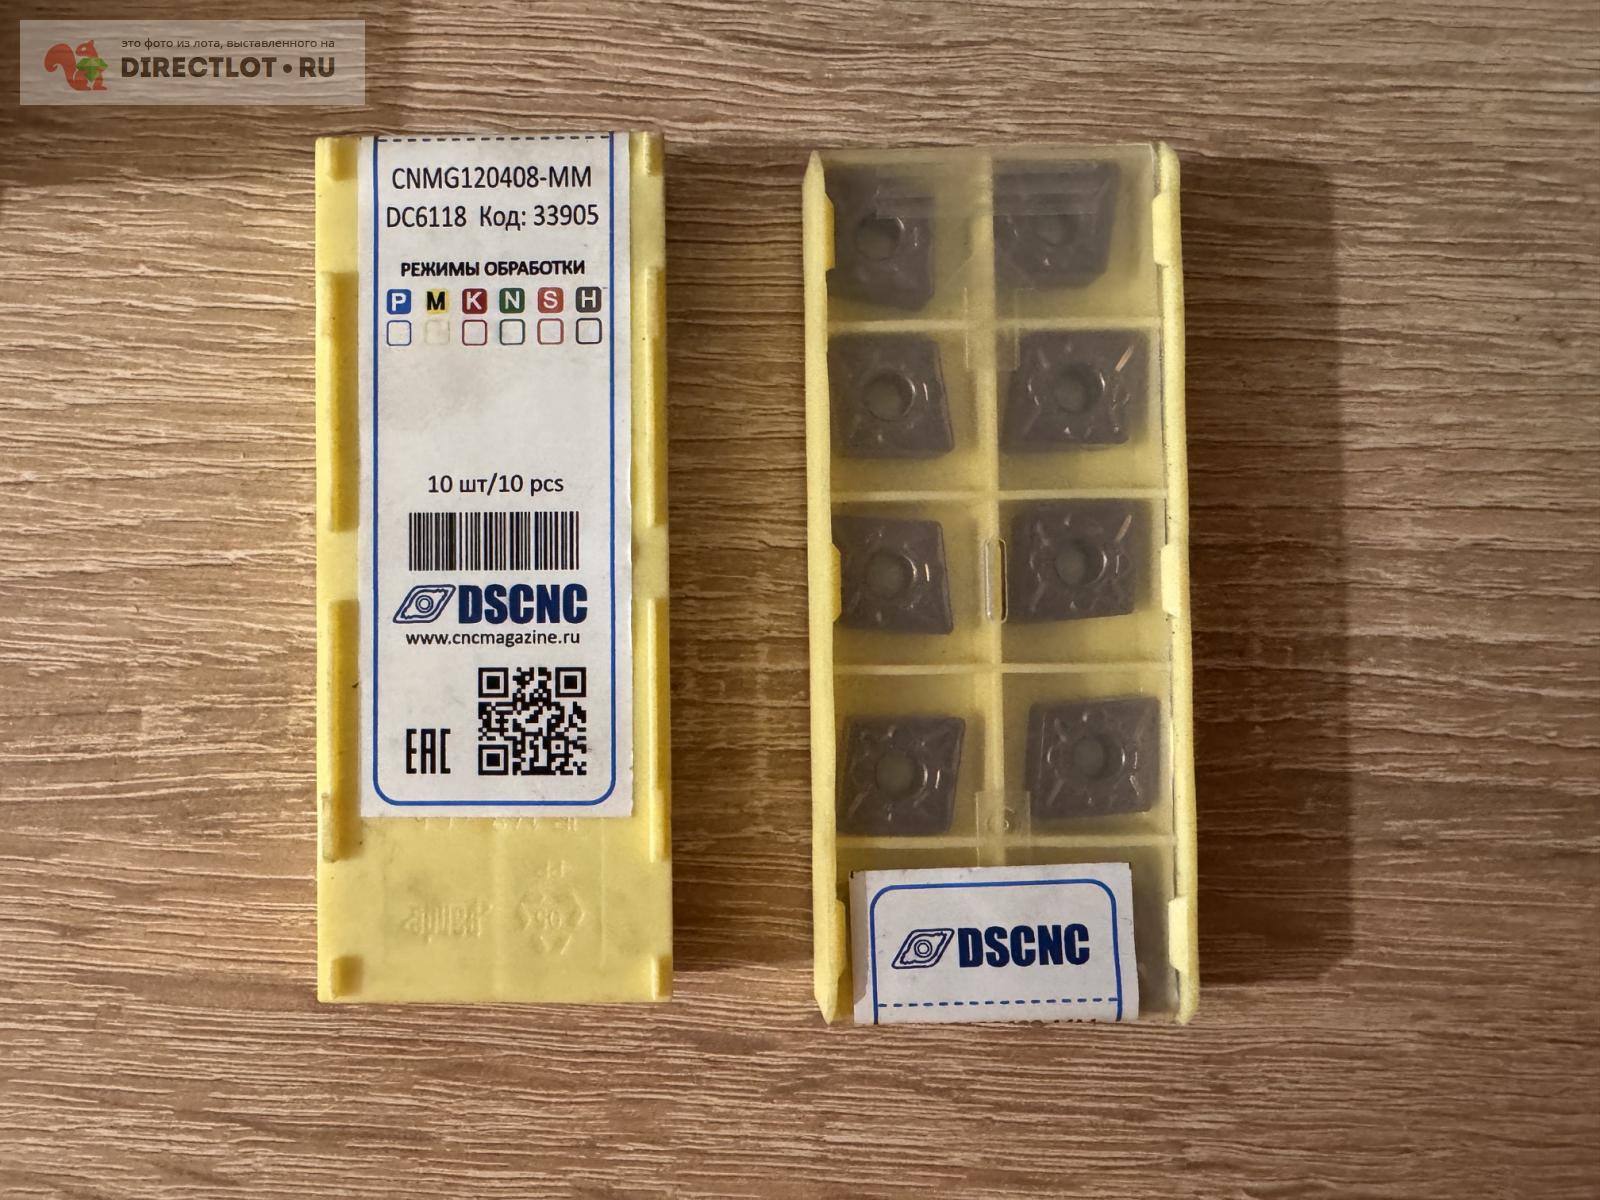 это фото из лота, выставленного на
DIRECTLOT•RU
CNMG120408-MM
DC6118 Код: 33905
РЕЖИМЫ ОБРАБОТКИ
P M K N S H
10 шт/10 pcs
DSCNC
www.cncmagazine.ru
EAC
DSCNC